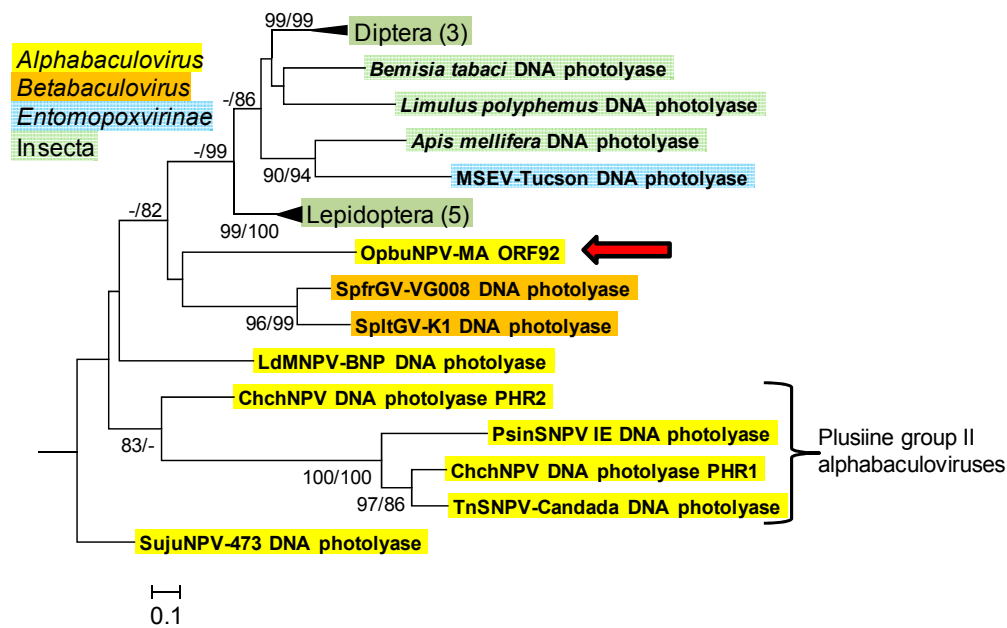 Alphabaculovirus
Betabaculovirus
Entomopoxvirinae
Insecta
99/99
Diptera (3)
Bemisia tabaci DNA photolyase
-/86
Limulus polyphemus DNA photolyase
Apis mellifera DNA photolyase
-/99
90/94
MSEV-Tucson DNA photolyase
-/82
Lepidoptera (5)
99/100
OpbuNPV-MA ORF92
SpfrGV-VG008 DNA photolyase
96/99
SpltGV-K1 DNA photolyase
LdMNPV-BNP DNA photolyase
ChchNPV DNA photolyase PHR2
83/-
PsinSNPV IE DNA photolyase
Plusiine group II
alphabaculoviruses
100/100
ChchNPV DNA photolyase PHR1
97/86
TnSNPV-Candada DNA photolyase
SujuNPV-473 DNA photolyase
0.1